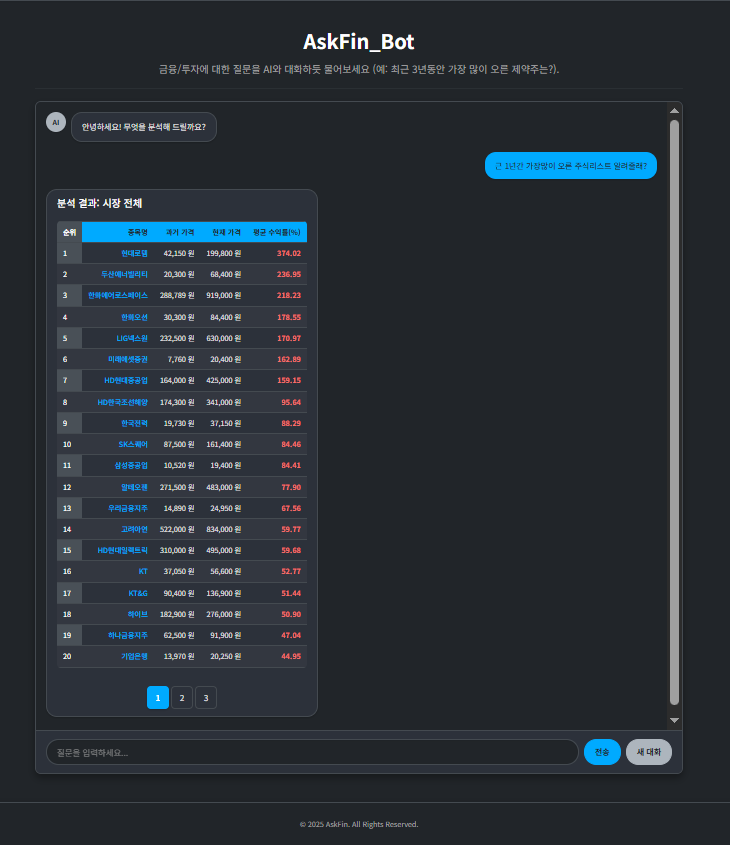 AskFin_Bot
금융/투자에 대한 질문을 AI와 대화하듯 물어보세요 (예: 최근 3년동안 가장 많이 오른 제약주는?).
AI
안녕하세요! 무엇을 분석해 드릴까요?
근 1년간 가장많이 오른 주식리스트 알려줄래?
분석 결과: 시장 전체
순위 종목명 과거 가격 현재 가격 평균 수익률(%)
1 현대로템 42,150 원 199,800 원 374.02
2 두산에너빌리티 20,300 원 68,400 원 236.95
3 한화에어로스페이스 288,789 원 919,000 원 218.23
4 한화오션 30,300 원 84,400 원 178.55
5 LIG넥스원 232,500 원 630,000 원 170.97
6 미래에셋증권 7,760 원 20,400 원 162.89
7 HD현대중공업 164,000 원 425,000 원 159.15
8 HD한국조선해양 174,300 원 341,000 원 95.64
9 한국전력 19,730 원 37,150 원 88.29
10 SK스퀘어 87,500 원 161,400 원 84.46
11 삼성중공업 10,520 원 19,400 원 84.41
12 알테오젠 271,500 원 483,000 원 77.90
13 우리금융지주 14,890 원 24,950 원 67.56
14 고려아연 522,000 원 834,000 원 59.77
15 HD현대일렉트릭 310,000 원 495,000 원 59.68
16 KT 37,050 원 56,600 원 52.77
17 KT&G 90,400 원 136,900 원 51.44
18 하이브 182,900 원 276,000 원 50.90
19 하나금융지주 62,500 원 91,900 원 47.04
20 기업은행 13,970 원 20,250 원 44.95
1 2 3
질문을 입력하세요... 전송 새 대화
© 2025 AskFin. All Rights Reserved.